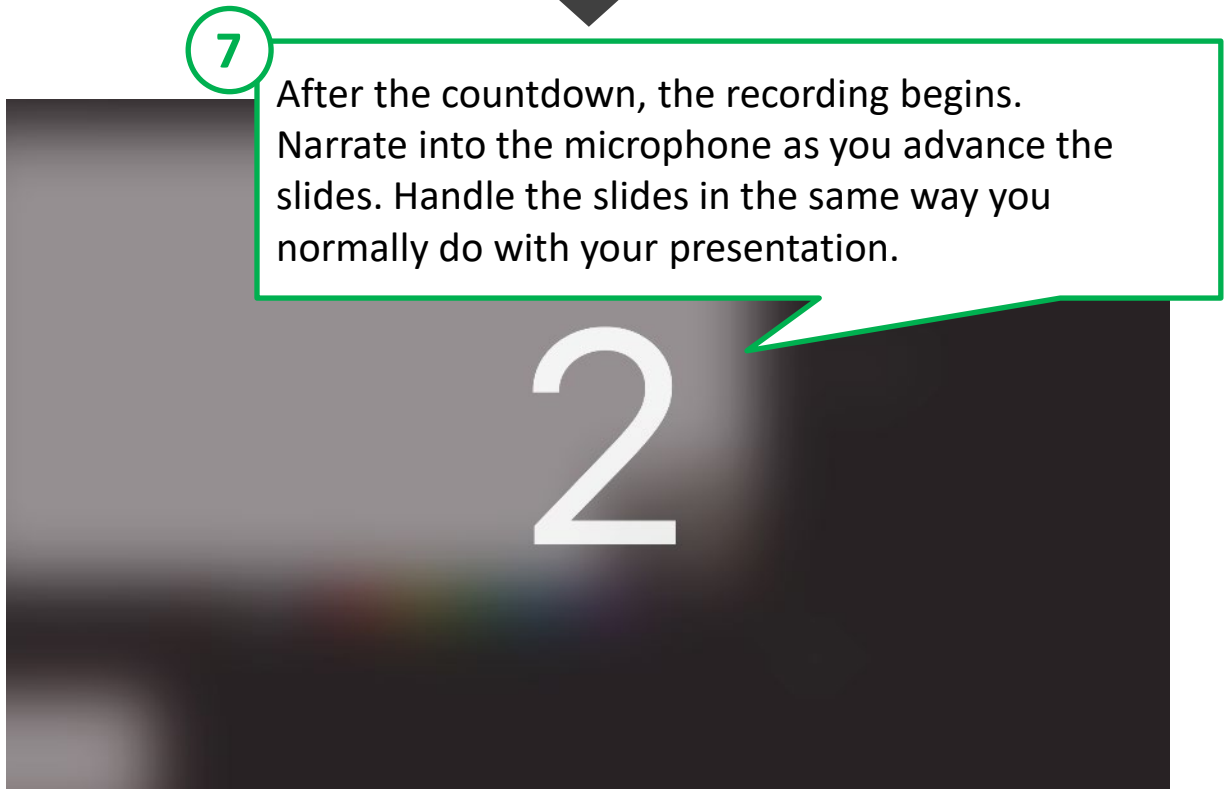 7
After the countdown, the recording begins.
Narrate into the microphone as you advance the
slides. Handle the slides in the same way you
normally do with your presentation.
2